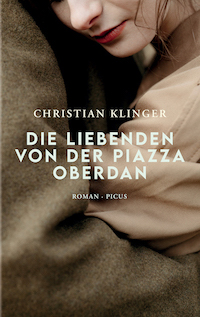 CHRISTIAN KLINGER
DIE LIEBENDEN
VON DER PIAZZA
OBERDAN
ROMAN · PICUS